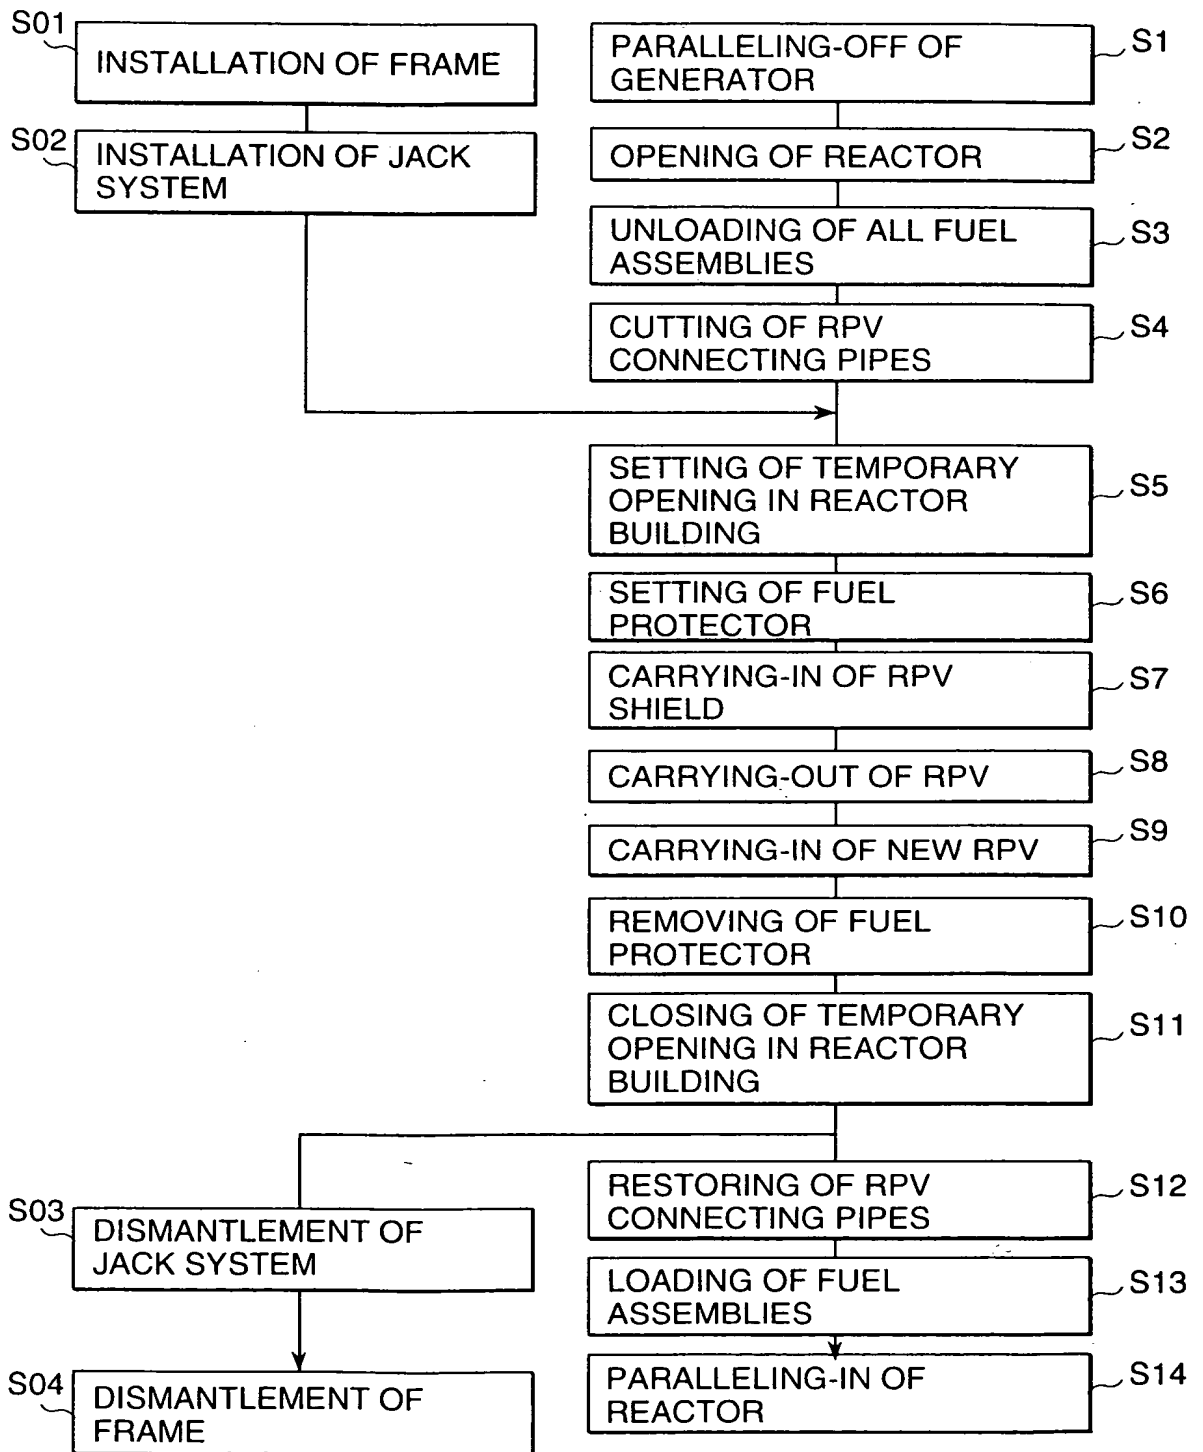 S01
INSTALLATION OF FRAME
S02
INSTALLATION OF JACK
SYSTEM
PARALLELING-OFF OF
GENERATOR
S1
OPENING OF REACTOR
S2
UNLOADING OF ALL FUEL
ASSEMBLIES
S3
CUTTING OF RPV
CONNECTING PIPES
S4
SETTING OF TEMPORARY
OPENING IN REACTOR
BUILDING
S5
SETTING OF FUEL
PROTECTOR
S6
CARRYING-IN OF RPV
SHIELD
S7
CARRYING-OUT OF RPV
S8
CARRYING-IN OF NEW RPV
S9
REMOVING OF FUEL
PROTECTOR
S10
CLOSING OF TEMPORARY
OPENING IN REACTOR
BUILDING
S11
RESTORING OF RPV
CONNECTING PIPES
S12
LOADING OF FUEL
ASSEMBLIES
S13
PARALLELING-IN OF
REACTOR
S14
S03
DISMANTLEMENT OF
JACK SYSTEM
S04
DISMANTLEMENT OF
FRAME